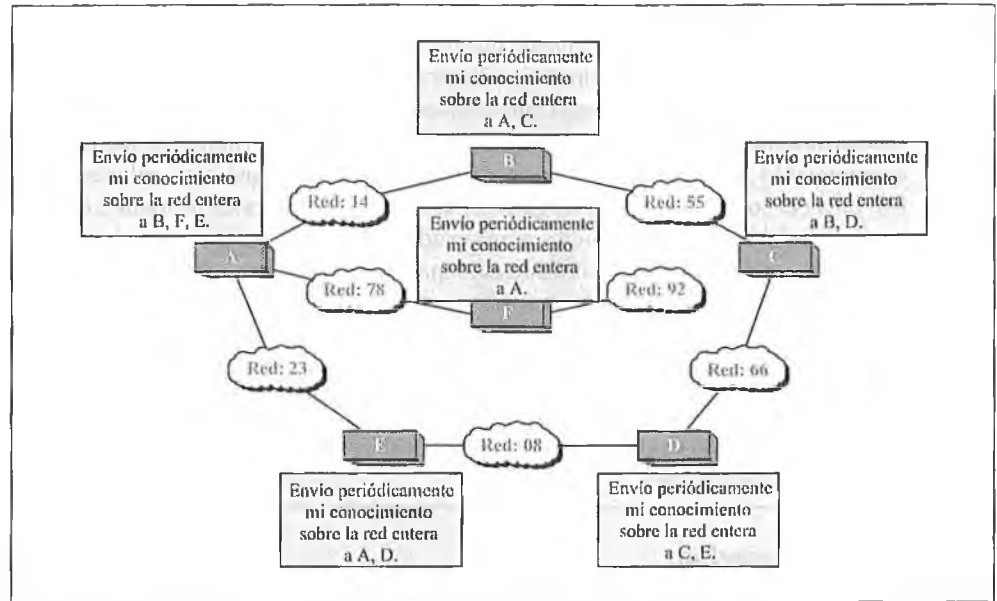 Envío periódicamente
mi conocimiento
sobre la red entera
a A, C.
B
Envío periódicamente
mi conocimiento
sobre la red entera
a B, F, E.
A
Red: 14
Red: 55
Envío periódicamente
mi conocimiento
sobre la red entera
a B, D.
C
Envío periódicamente
mi conocimiento
sobre la red entera
a A.
F
Red: 78
Red: 92
Red: 23
Red: 66
E
Red: 08
D
Envío periódicamente
mi conocimiento
sobre la red entera
a A, D.
Envío periódicamente
mi conocimiento
sobre la red entera
a C, E.